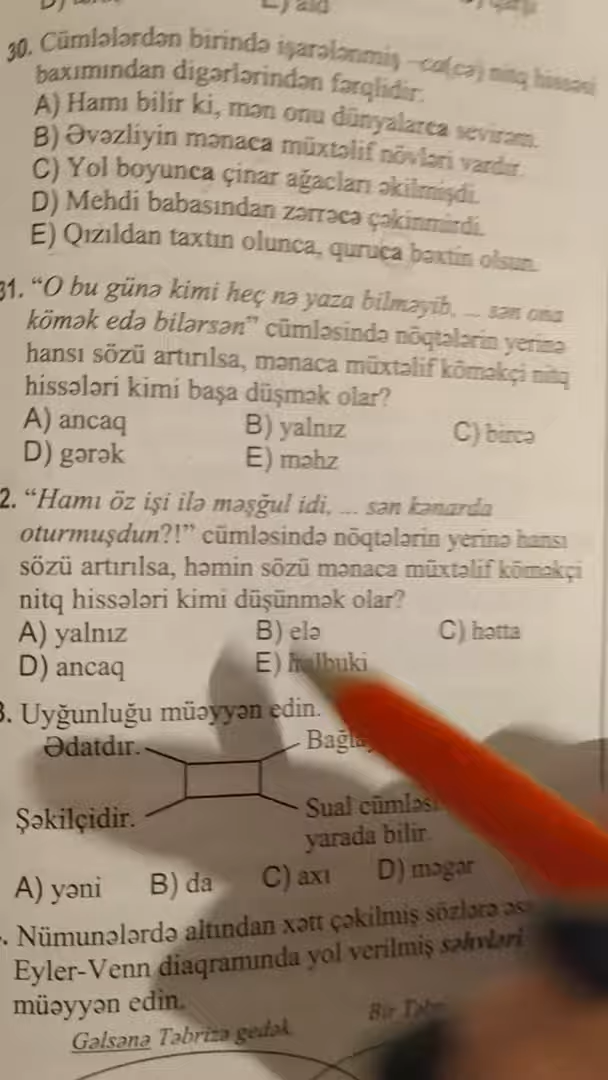 30. Cümlələrdən birində işarələnmiş –ca(cə) nitq hissəsi
baxımından digərlərindən fərqlidir.
A) Hamı bilir ki, mən onu dünyalarca sevirəm.
B) Əvəzliyin mənaca müxtəlif növləri vardır.
C) Yol boyunca çinar ağacları əkilmişdi.
D) Mehdi babasından zərrəcə çəkinmirdi.
E) Qızıldan taxtın olunca, quruca bəxtin olsun.
31. “O bu günə kimi heç nə yaza bilməyib, ... sən ona
kömək edə bilərsən” cümləsində nöqtələrin yerinə
hansı sözü artırılsa, mənaca müxtəlif köməkçi nitq
hissələri kimi başa düşmək olar?
A) ancaq B) yalnız C) bircə
D) gərək E) məhz
2. “Hamı öz işi ilə məşğul idi, ... sən kənarda
oturmuşdun?!” cümləsində nöqtələrin yerinə hansı
sözü artırılsa, həmin sözü mənaca müxtəlif köməkçi
nitq hissələri kimi düşünmək olar?
A) yalnız B) elə C) hətta
D) ancaq E) halbuki
3. Uyğunluğu müəyyən edin.
Ədatdır.
Şəkilçidir. Sual cümləsi
yarada bilir.
A) yəni B) da C) axı D) məgər
. Nümunələrdə altından xətt çəkilmiş sözlərə
Eyler-Venn diaqramında yol verilmiş səhvləri
müəyyən edin.
Gəlsənə Təbrizə gedək Bir